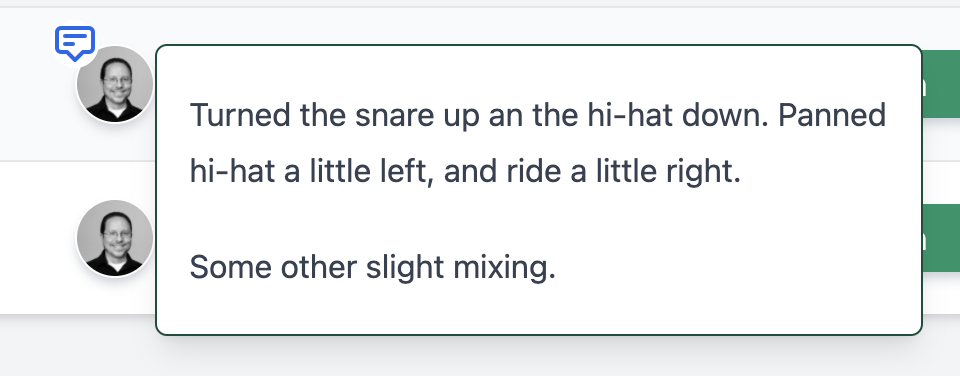 Turned the snare up an the hi-hat down. Panned
hi-hat a little left, and ride a little right.
Some other slight mixing.